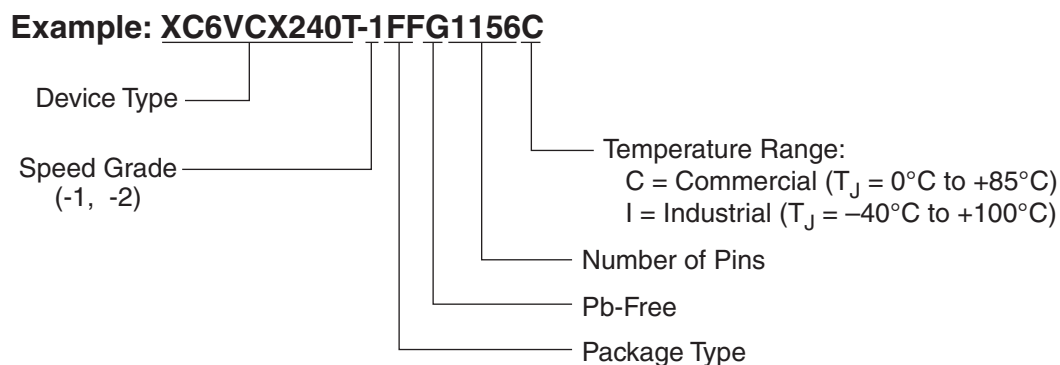 Example: XC6VCX240T-1FFG1156C
Device Type
Speed Grade
(-1, -2)
Temperature Range:
C = Commercial (TJ = 0°C to +85°C)
I = Industrial (TJ = –40°C to +100°C)
Number of Pins
Pb-Free
Package Type